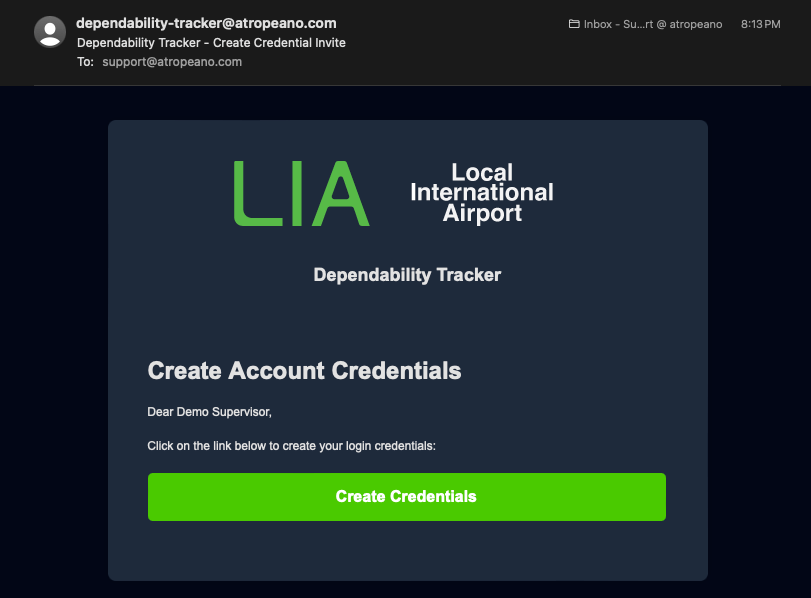 dependability-tracker@atropeano.com
Inbox - Su...rt @ atropeano
8:13 PM
Dependability Tracker - Create Credential Invite
To: support@atropeano.com
LIA
Local
International
Airport
Dependability Tracker
Create Account Credentials
Dear Demo Supervisor,
Click on the link below to create your login credentials:
Create Credentials